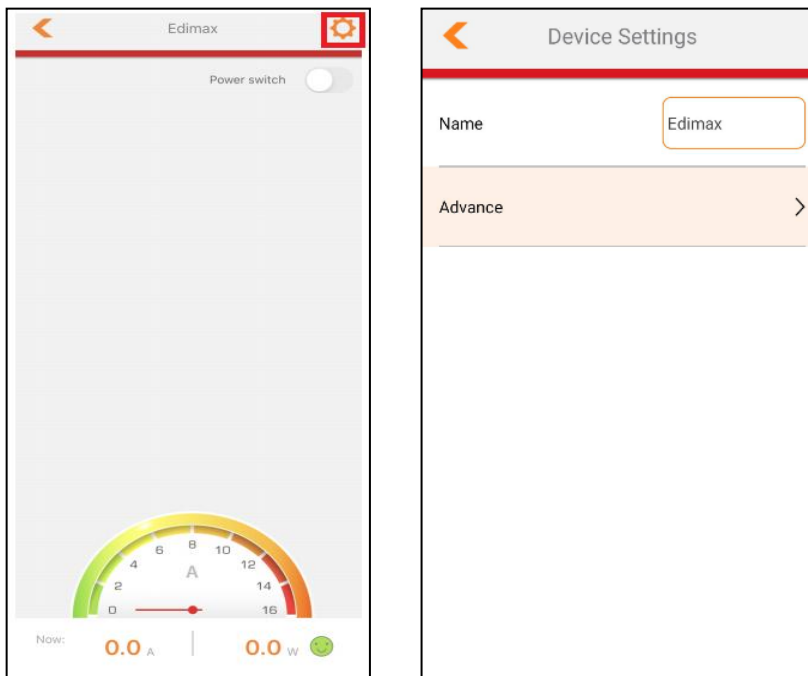 Edimax
Power switch
6 8 10
4 12
A
2 14
0 16
Now: 0.0 A 0.0 W
Device Settings
Name Edimax
Advance